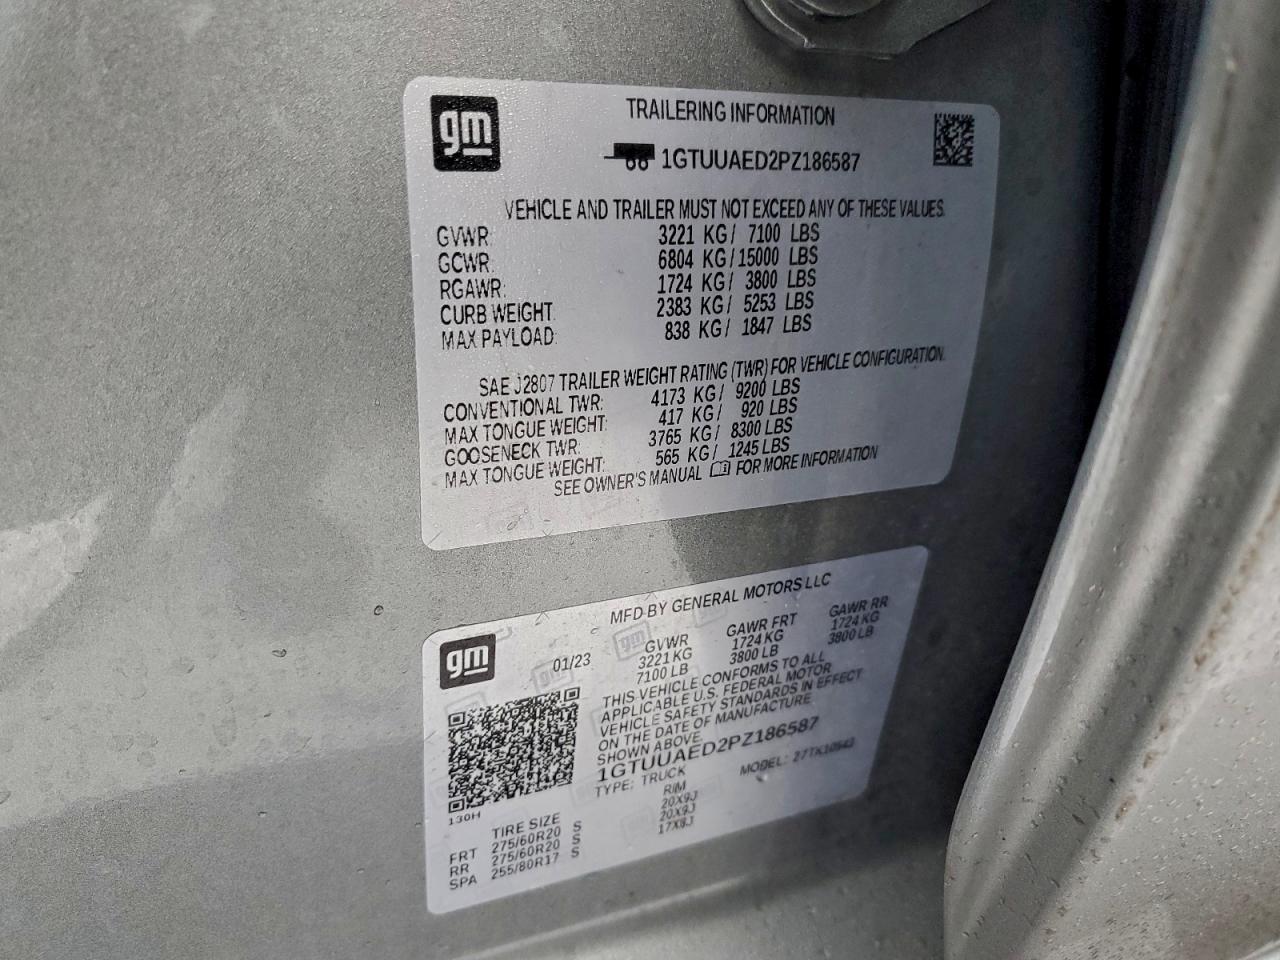 gm
TRAILERING INFORMATION
1GTUUAED2PZ186587
VEHICLE AND TRAILER MUST NOT EXCEED ANY OF THESE VALUES.
GVWR: 3221 KG/ 7100 LBS
GCWR: 6804 KG/ 15000 LBS
RGAWR: 1724 KG/ 3800 LBS
CURB WEIGHT: 2383 KG/ 5253 LBS
MAX PAYLOAD: 838 KG/ 1847 LBS
SAE J2807 TRAILER WEIGHT RATING (TWR) FOR VEHICLE CONFIGURATION.
CONVENTIONAL TWR: 4173 KG/ 9200 LBS
MAX TONGUE WEIGHT: 417 KG/ 920 LBS
GOOSENECK TWR: 3765 KG/ 8300 LBS
MAX TONGUE WEIGHT: 565 KG/ 1245 LBS
SEE OWNER'S MANUAL FOR MORE INFORMATION
gm
MFD BY GENERAL MOTORS LLC
01/23
GVWR GAWR FRT GAWR RR
3221 KG 1724 KG 1724 KG
7100 LB 3800 LB 3800 LB
THIS VEHICLE CONFORMS TO ALL
APPLICABLE U.S. FEDERAL MOTOR
VEHICLE SAFETY STANDARDS IN EFFECT
ON THE DATE OF MANUFACTURE
SHOWN ABOVE.
1GTUUAED2PZ186587
TYPE: TRUCK MODEL:
130H
TIRE SIZE RIM
FRT 275/60R20 S 20X9J
RR 275/60R20 S 20X9J
SPA 255/80R17 S 17X8J